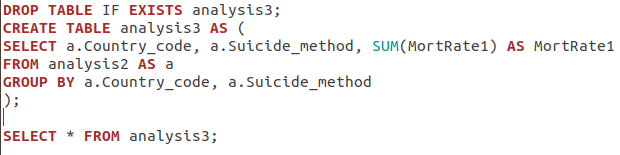 DROP TABLE IF EXISTS analysis3;
CREATE TABLE analysis3 AS (
SELECT a.Country_code, a.Suicide_method, SUM(MortRate1) AS MortRate1
FROM analysis2 AS a
GROUP BY a.Country_code, a.Suicide_method
);
SELECT * FROM analysis3;